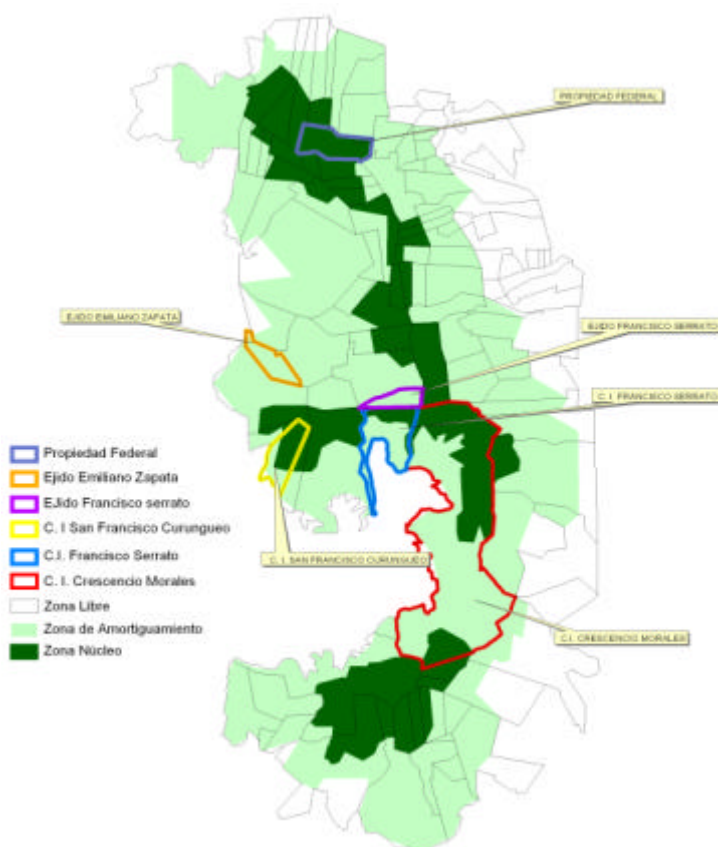 PROPIEDAD FEDERAL
EJIDO EMILIANO ZAPATA
EJIDO FRANCISCO SERRATO
C. I. FRANCISCO SERRATO
Propiedad Federal
Ejido Emiliano Zapata
EJido Francisco serrato
C. I San Francisco Curungueo
C.I. Francisco Serrato
C. I. Crescencio Morales
Zona Libre
Zona de Amortiguamiento
Zona Núcleo
C. I. SAN FRANCISCO CURUNGUEO
C.I. CRESCENCIO MORALES